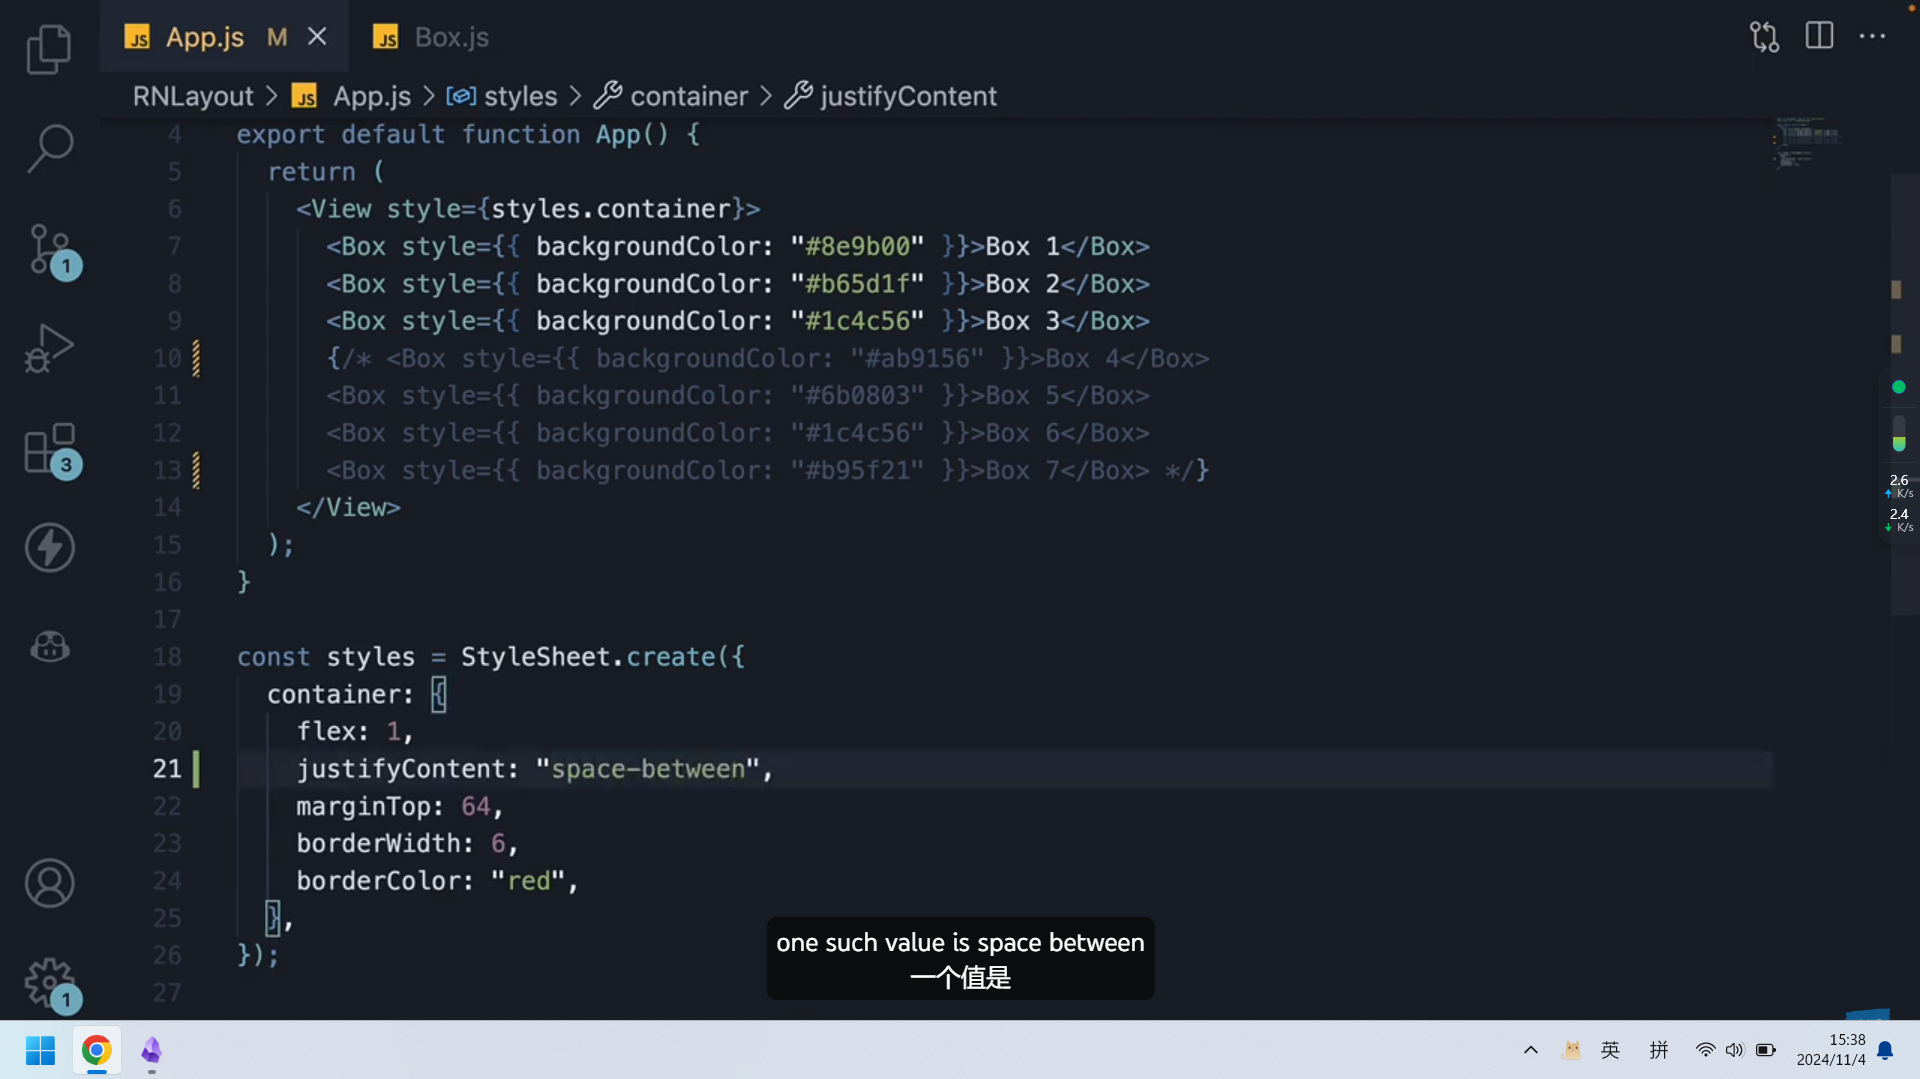 App.js M
Box.js
RNLayout > App.js > styles > container > justifyContent
4 export default function App() {
5 return (
6 <View style={styles.container}>
7 <Box style={{ backgroundColor: "#8e9b00" }}>Box 1</Box>
8 <Box style={{ backgroundColor: "#b65d1f" }}>Box 2</Box>
9 <Box style={{ backgroundColor: "#1c4c56" }}>Box 3</Box>
10 {/* <Box style={{ backgroundColor: "#ab9156" }}>Box 4</Box>
11 <Box style={{ backgroundColor: "#6b0803" }}>Box 5</Box>
12 <Box style={{ backgroundColor: "#1c4c56" }}>Box 6</Box>
13 <Box style={{ backgroundColor: "#b95f21" }}>Box 7</Box> */}
14 </View>
15 );
16 }
17
18 const styles = StyleSheet.create({
19 container: {
20 flex: 1,
21 justifyContent: "space-between",
22 marginTop: 64,
23 borderWidth: 6,
24 borderColor: "red",
25 },
26 });
27
1
3
1
2.6
K/s
2.4
K/s
one such value is space between
一个值是
英 拼
15:38
2024/11/4